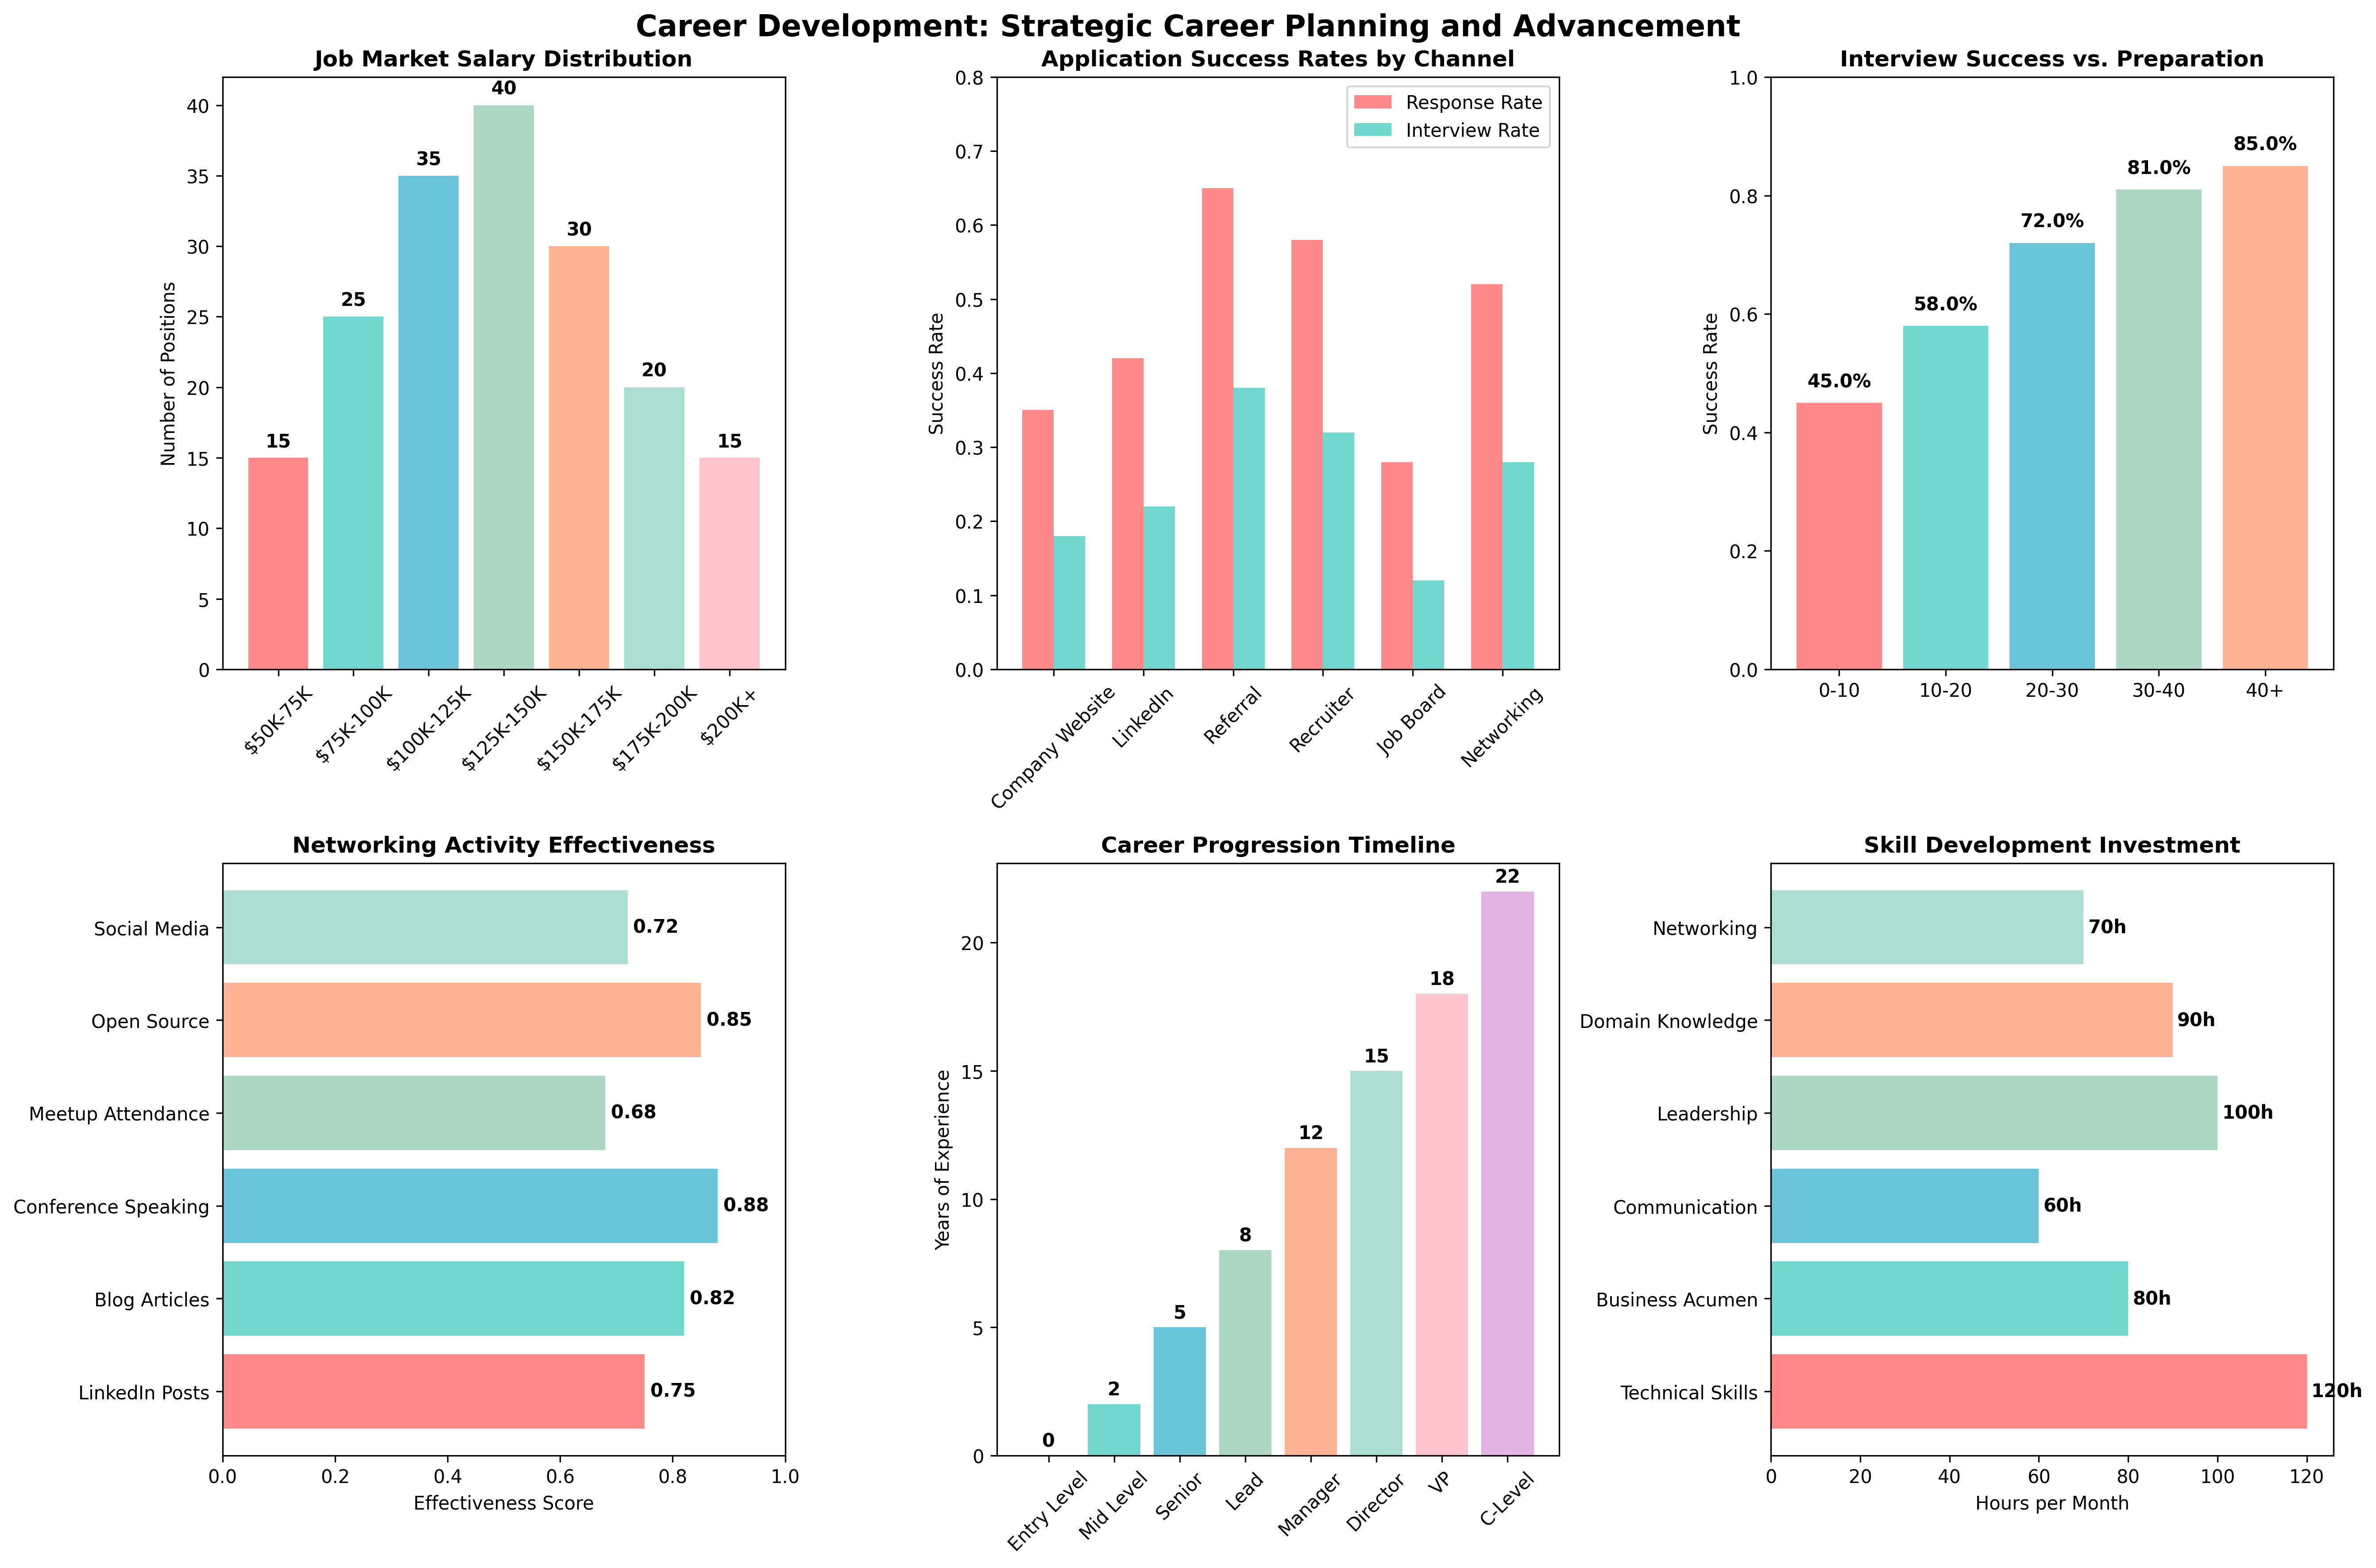 Career Development: Strategic Career Planning and Advancement
Job Market Salary Distribution
Number of Positions
40
35
30
25
20
15
10
5
0
15
25
35
40
30
20
15
$50K-75K
$75K-100K
$100K-125K
$125K-150K
$150K-175K
$175K-200K
$200K+
Application Success Rates by Channel
Response Rate
Interview Rate
Success Rate
0.8
0.7
0.6
0.5
0.4
0.3
0.2
0.1
0.0
Company Website
LinkedIn
Referral
Recruiter
Job Board
Networking
Interview Success vs. Preparation
Success Rate
1.0
0.8
0.6
0.4
0.2
0.0
45.0%
58.0%
72.0%
81.0%
85.0%
0-10
10-20
20-30
30-40
40+
Networking Activity Effectiveness
Social Media
0.72
Open Source
0.85
Meetup Attendance
0.68
Conference Speaking
0.88
Blog Articles
0.82
LinkedIn Posts
0.75
0.0
0.2
0.4
0.6
0.8
1.0
Effectiveness Score
Career Progression Timeline
Years of Experience
20
15
10
5
0
0
2
5
8
12
15
18
22
Entry Level
Mid Level
Senior
Lead
Manager
Director
VP
C-Level
Skill Development Investment
Networking
70h
Domain Knowledge
90h
Leadership
100h
Communication
60h
Business Acumen
80h
Technical Skills
120h
0
20
40
60
80
100
120
Hours per Month